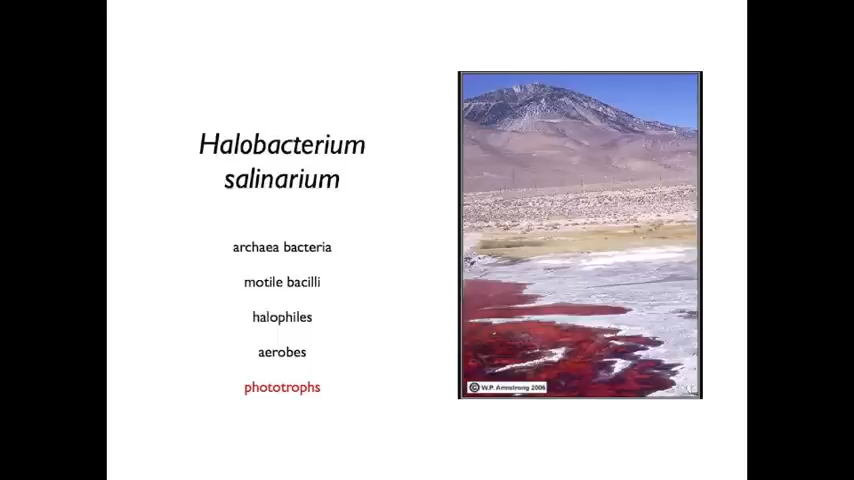 Halobacterium
salinarium
archaea bacteria
motile bacilli
halophiles
aerobes
phototrophs
© W.P. Armstrong 2006